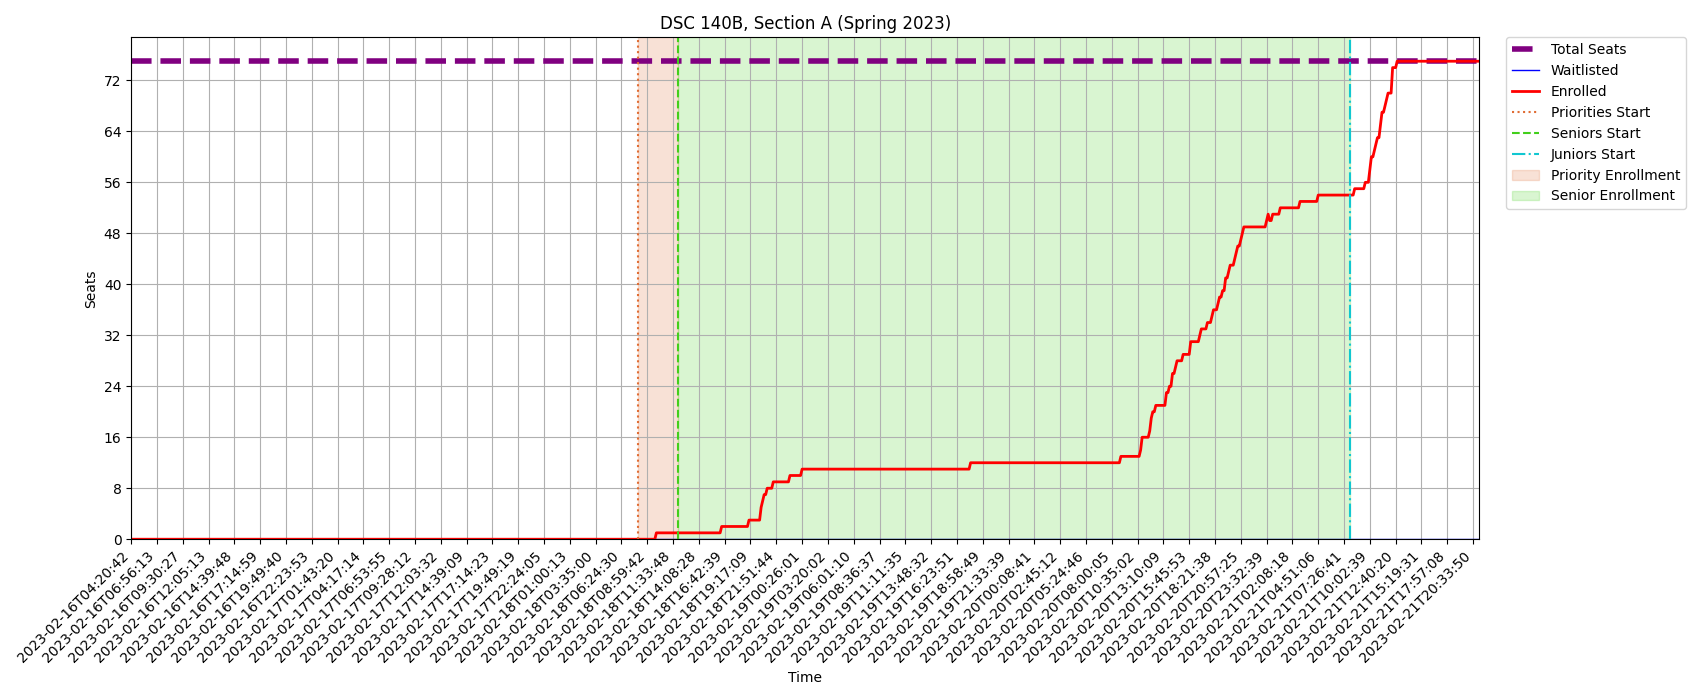 DSC 140B, Section A (Spring 2023)
Total Seats
Waitlisted
Enrolled
Priorities Start
Seniors Start
Juniors Start
Priority Enrollment
Senior Enrollment
Seats
72
64
56
48
40
32
24
16
8
0
2023-02-16T04:20:42
2023-02-16T06:56:13
2023-02-16T09:30:27
2023-02-16T12:05:13
2023-02-16T14:39:48
2023-02-16T17:14:59
2023-02-16T19:49:40
2023-02-16T22:23:53
2023-02-17T01:43:20
2023-02-17T04:17:14
2023-02-17T06:53:55
2023-02-17T09:28:12
2023-02-17T12:03:32
2023-02-17T14:39:09
2023-02-17T17:14:23
2023-02-17T19:49:19
2023-02-17T22:24:05
2023-02-18T01:00:13
2023-02-18T03:35:00
2023-02-18T06:24:30
2023-02-18T08:59:42
2023-02-18T11:33:48
2023-02-18T14:08:28
2023-02-18T16:42:39
2023-02-18T19:17:09
2023-02-18T21:51:44
2023-02-19T00:26:01
2023-02-19T03:20:02
2023-02-19T06:01:10
2023-02-19T08:36:37
2023-02-19T11:11:35
2023-02-19T13:48:32
2023-02-19T16:23:51
2023-02-19T18:58:49
2023-02-19T21:33:39
2023-02-20T00:08:41
2023-02-20T02:45:12
2023-02-20T05:24:46
2023-02-20T08:00:05
2023-02-20T10:35:02
2023-02-20T13:10:09
2023-02-20T15:45:53
2023-02-20T18:21:38
2023-02-20T20:57:25
2023-02-20T23:32:39
2023-02-21T02:08:18
2023-02-21T04:51:06
2023-02-21T07:26:41
2023-02-21T10:02:39
2023-02-21T12:40:20
2023-02-21T15:19:31
2023-02-21T17:57:08
2023-02-21T20:33:50
Time